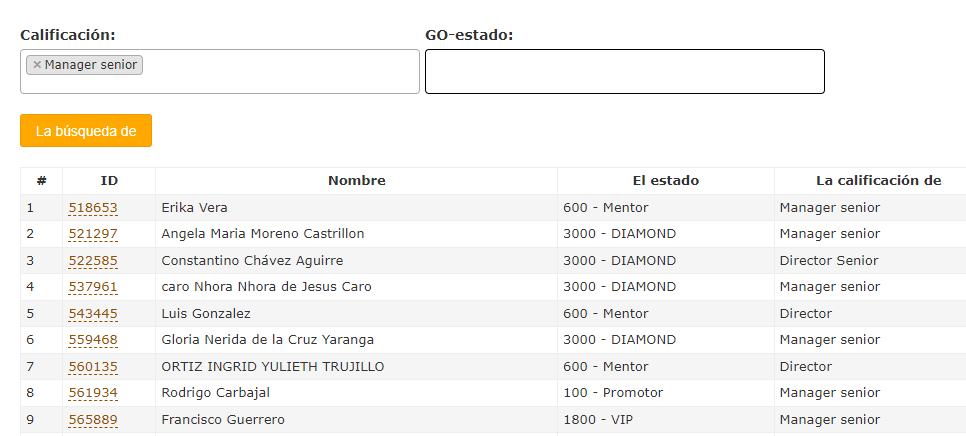 Calificación: GO-estado:
× Manager senior
La búsqueda de
# ID Nombre El estado La calificación de
1 518653 Erika Vera 600 - Mentor Manager senior
2 521297 Angela Maria Moreno Castrillon 3000 - DIAMOND Manager senior
3 522585 Constantino Chávez Aguirre 3000 - DIAMOND Director Senior
4 537961 caro Nhora Nhora de Jesus Caro 3000 - DIAMOND Manager senior
5 543445 Luis Gonzalez 600 - Mentor Director
6 559468 Gloria Nerida de la Cruz Yaranga 3000 - DIAMOND Manager senior
7 560135 ORTIZ INGRID YULIETH TRUJILLO 600 - Mentor Director
8 561934 Rodrigo Carbajal 100 - Promotor Manager senior
9 565889 Francisco Guerrero 1800 - VIP Manager senior